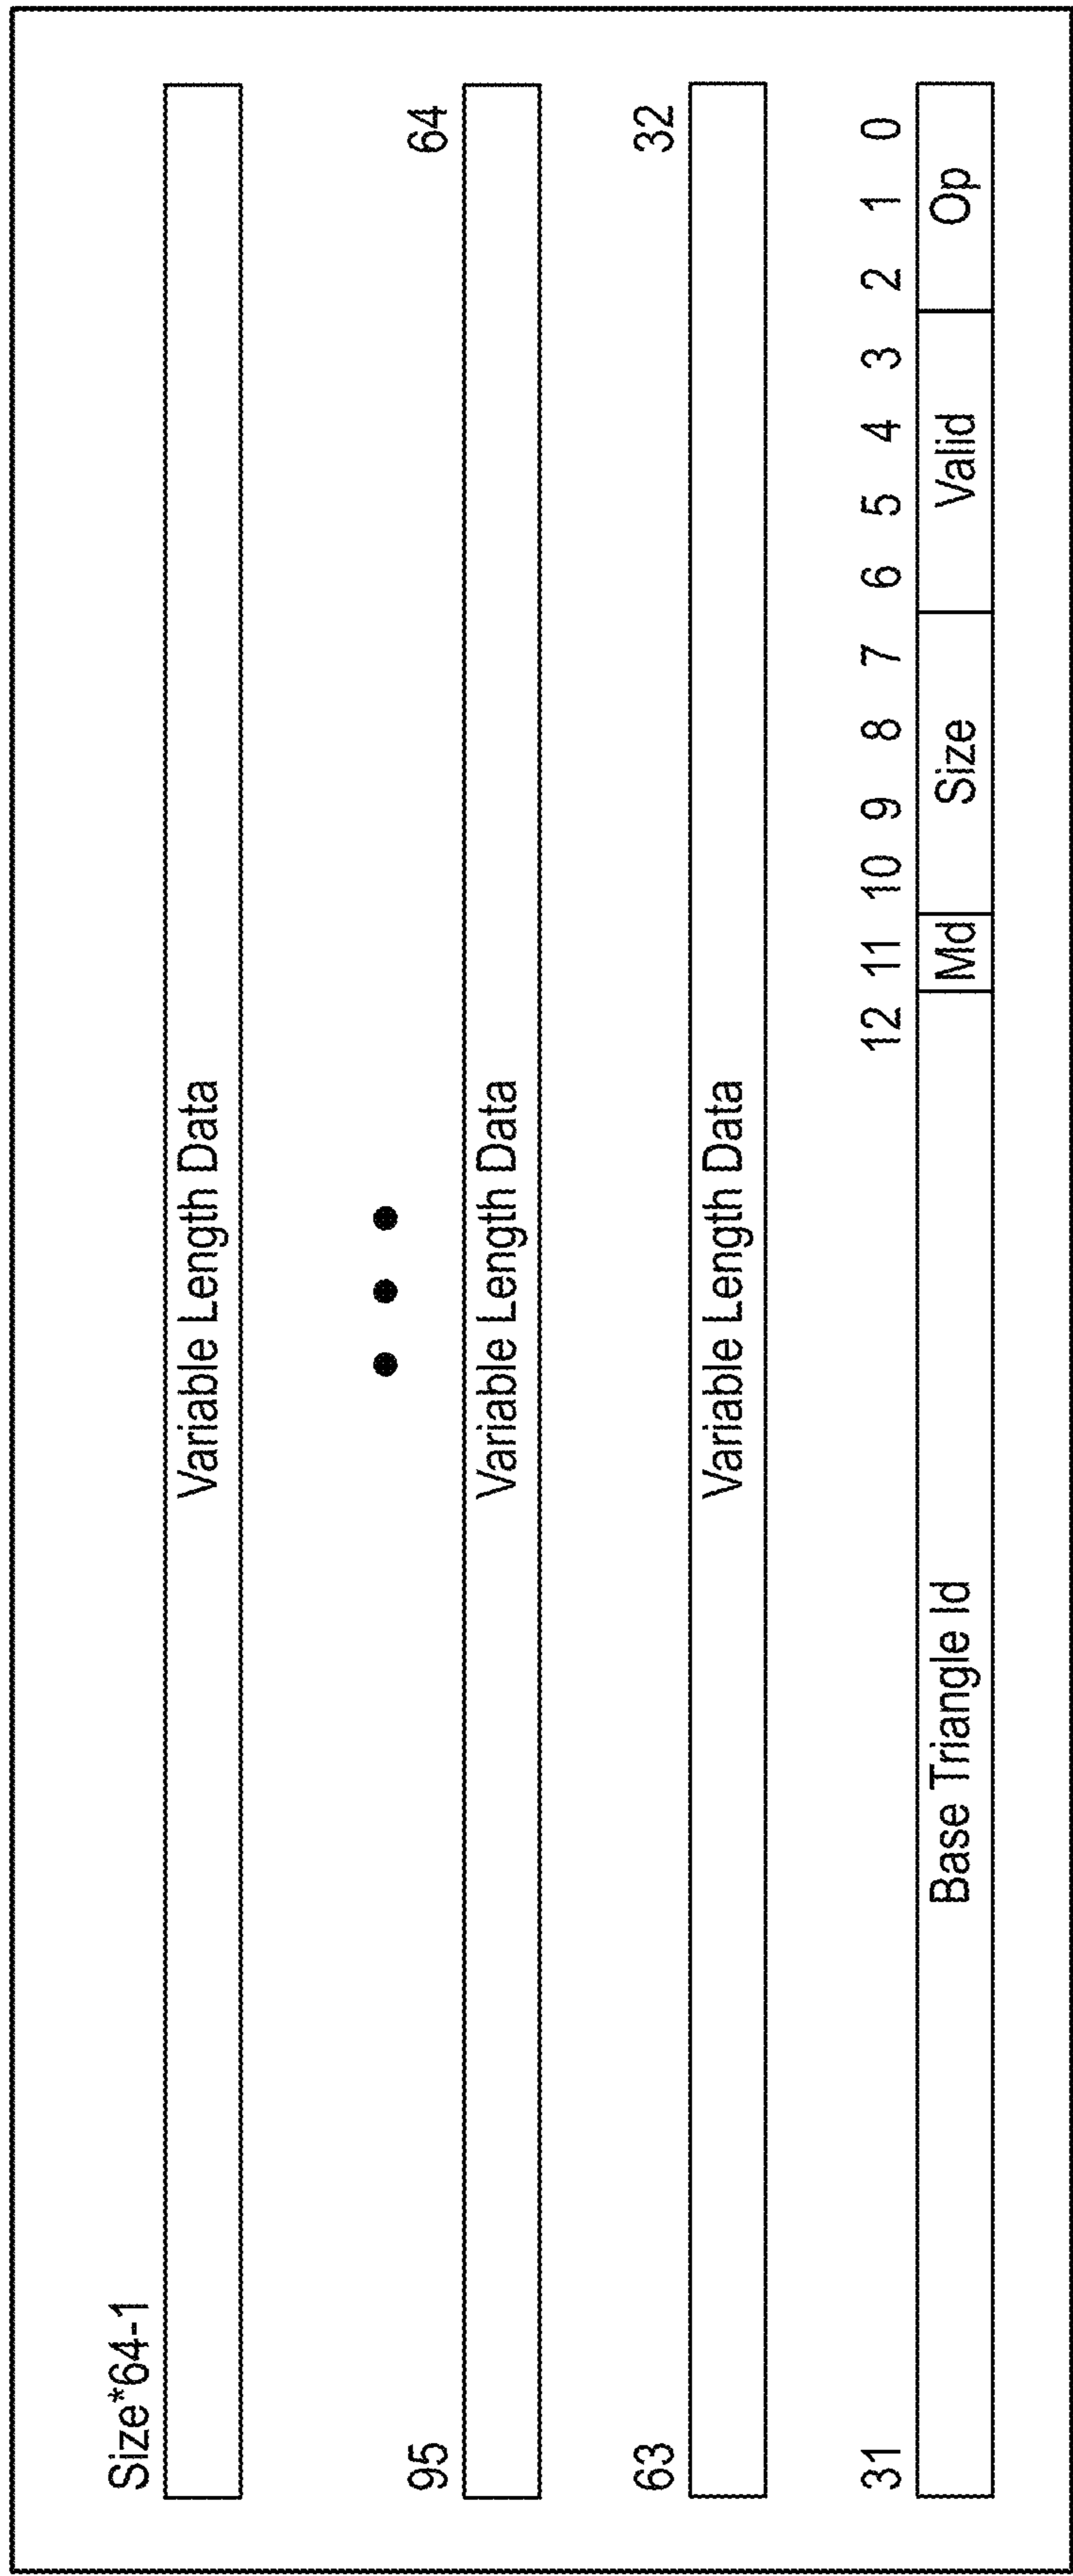 Size*64-1
Variable Length Data
95 64
Variable Length Data
63 32
Variable Length Data
31 12 11 10 9 8 7 6 5 4 3 2 1 0
Base Triangle Id Md Size Valid Op